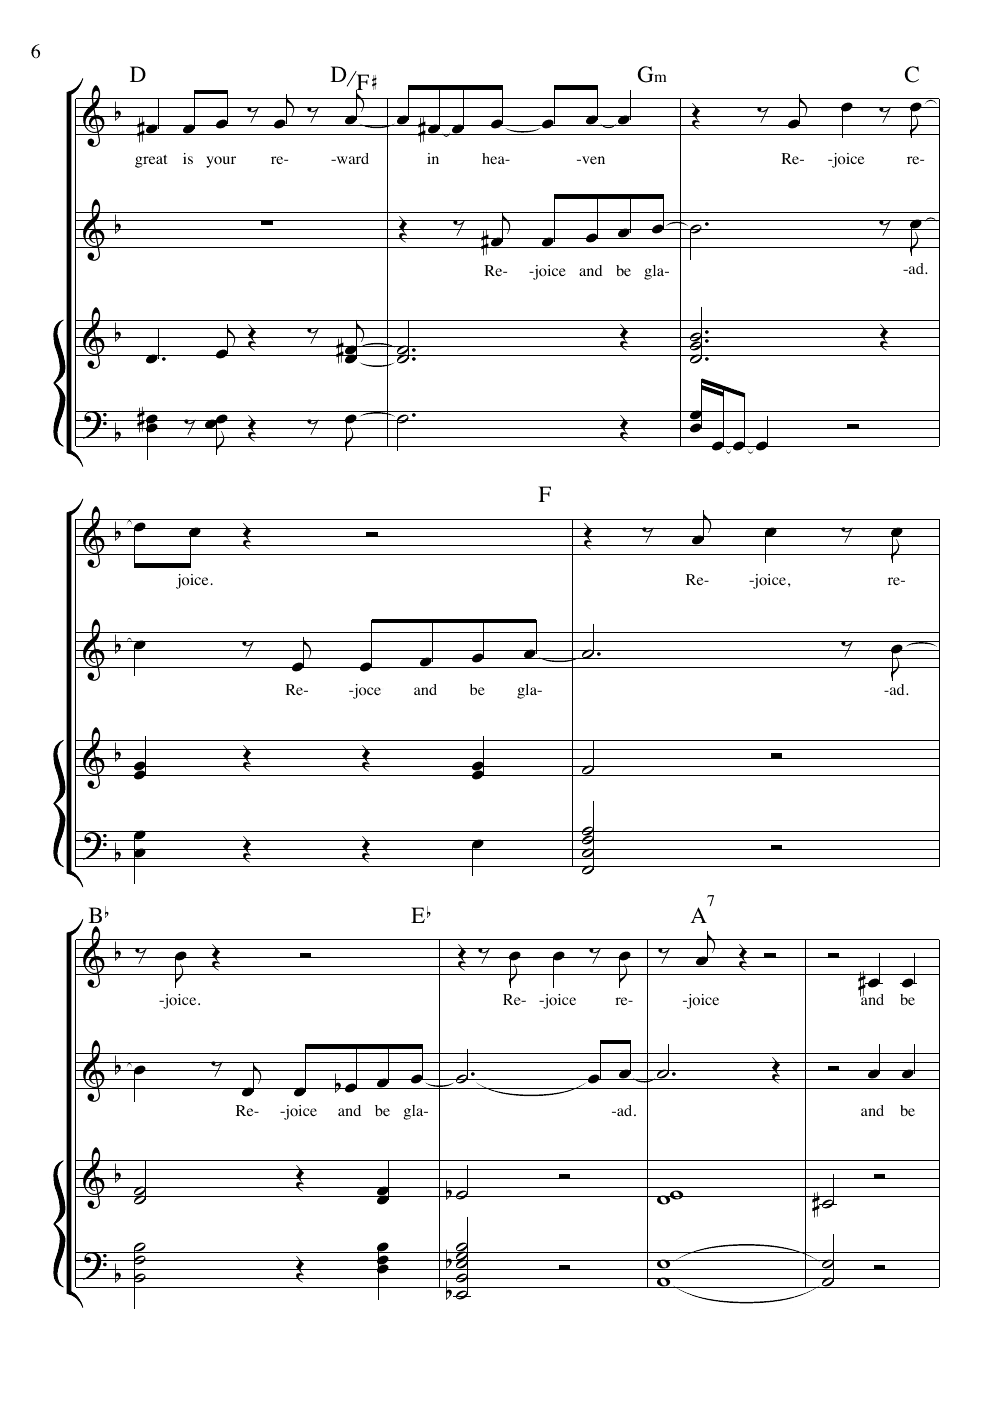 6
D D/F♯ Gm C
great is your re- -ward in hea- -ven Re- -joice re-
Re- -joice and be gla- -ad.
F
joice. Re- -joice, re-
Re- -joce and be gla- -ad.
B♭ E♭ A7
-joice. Re- -joice re- -joice and be
Re- -joice and be gla- -ad. and be